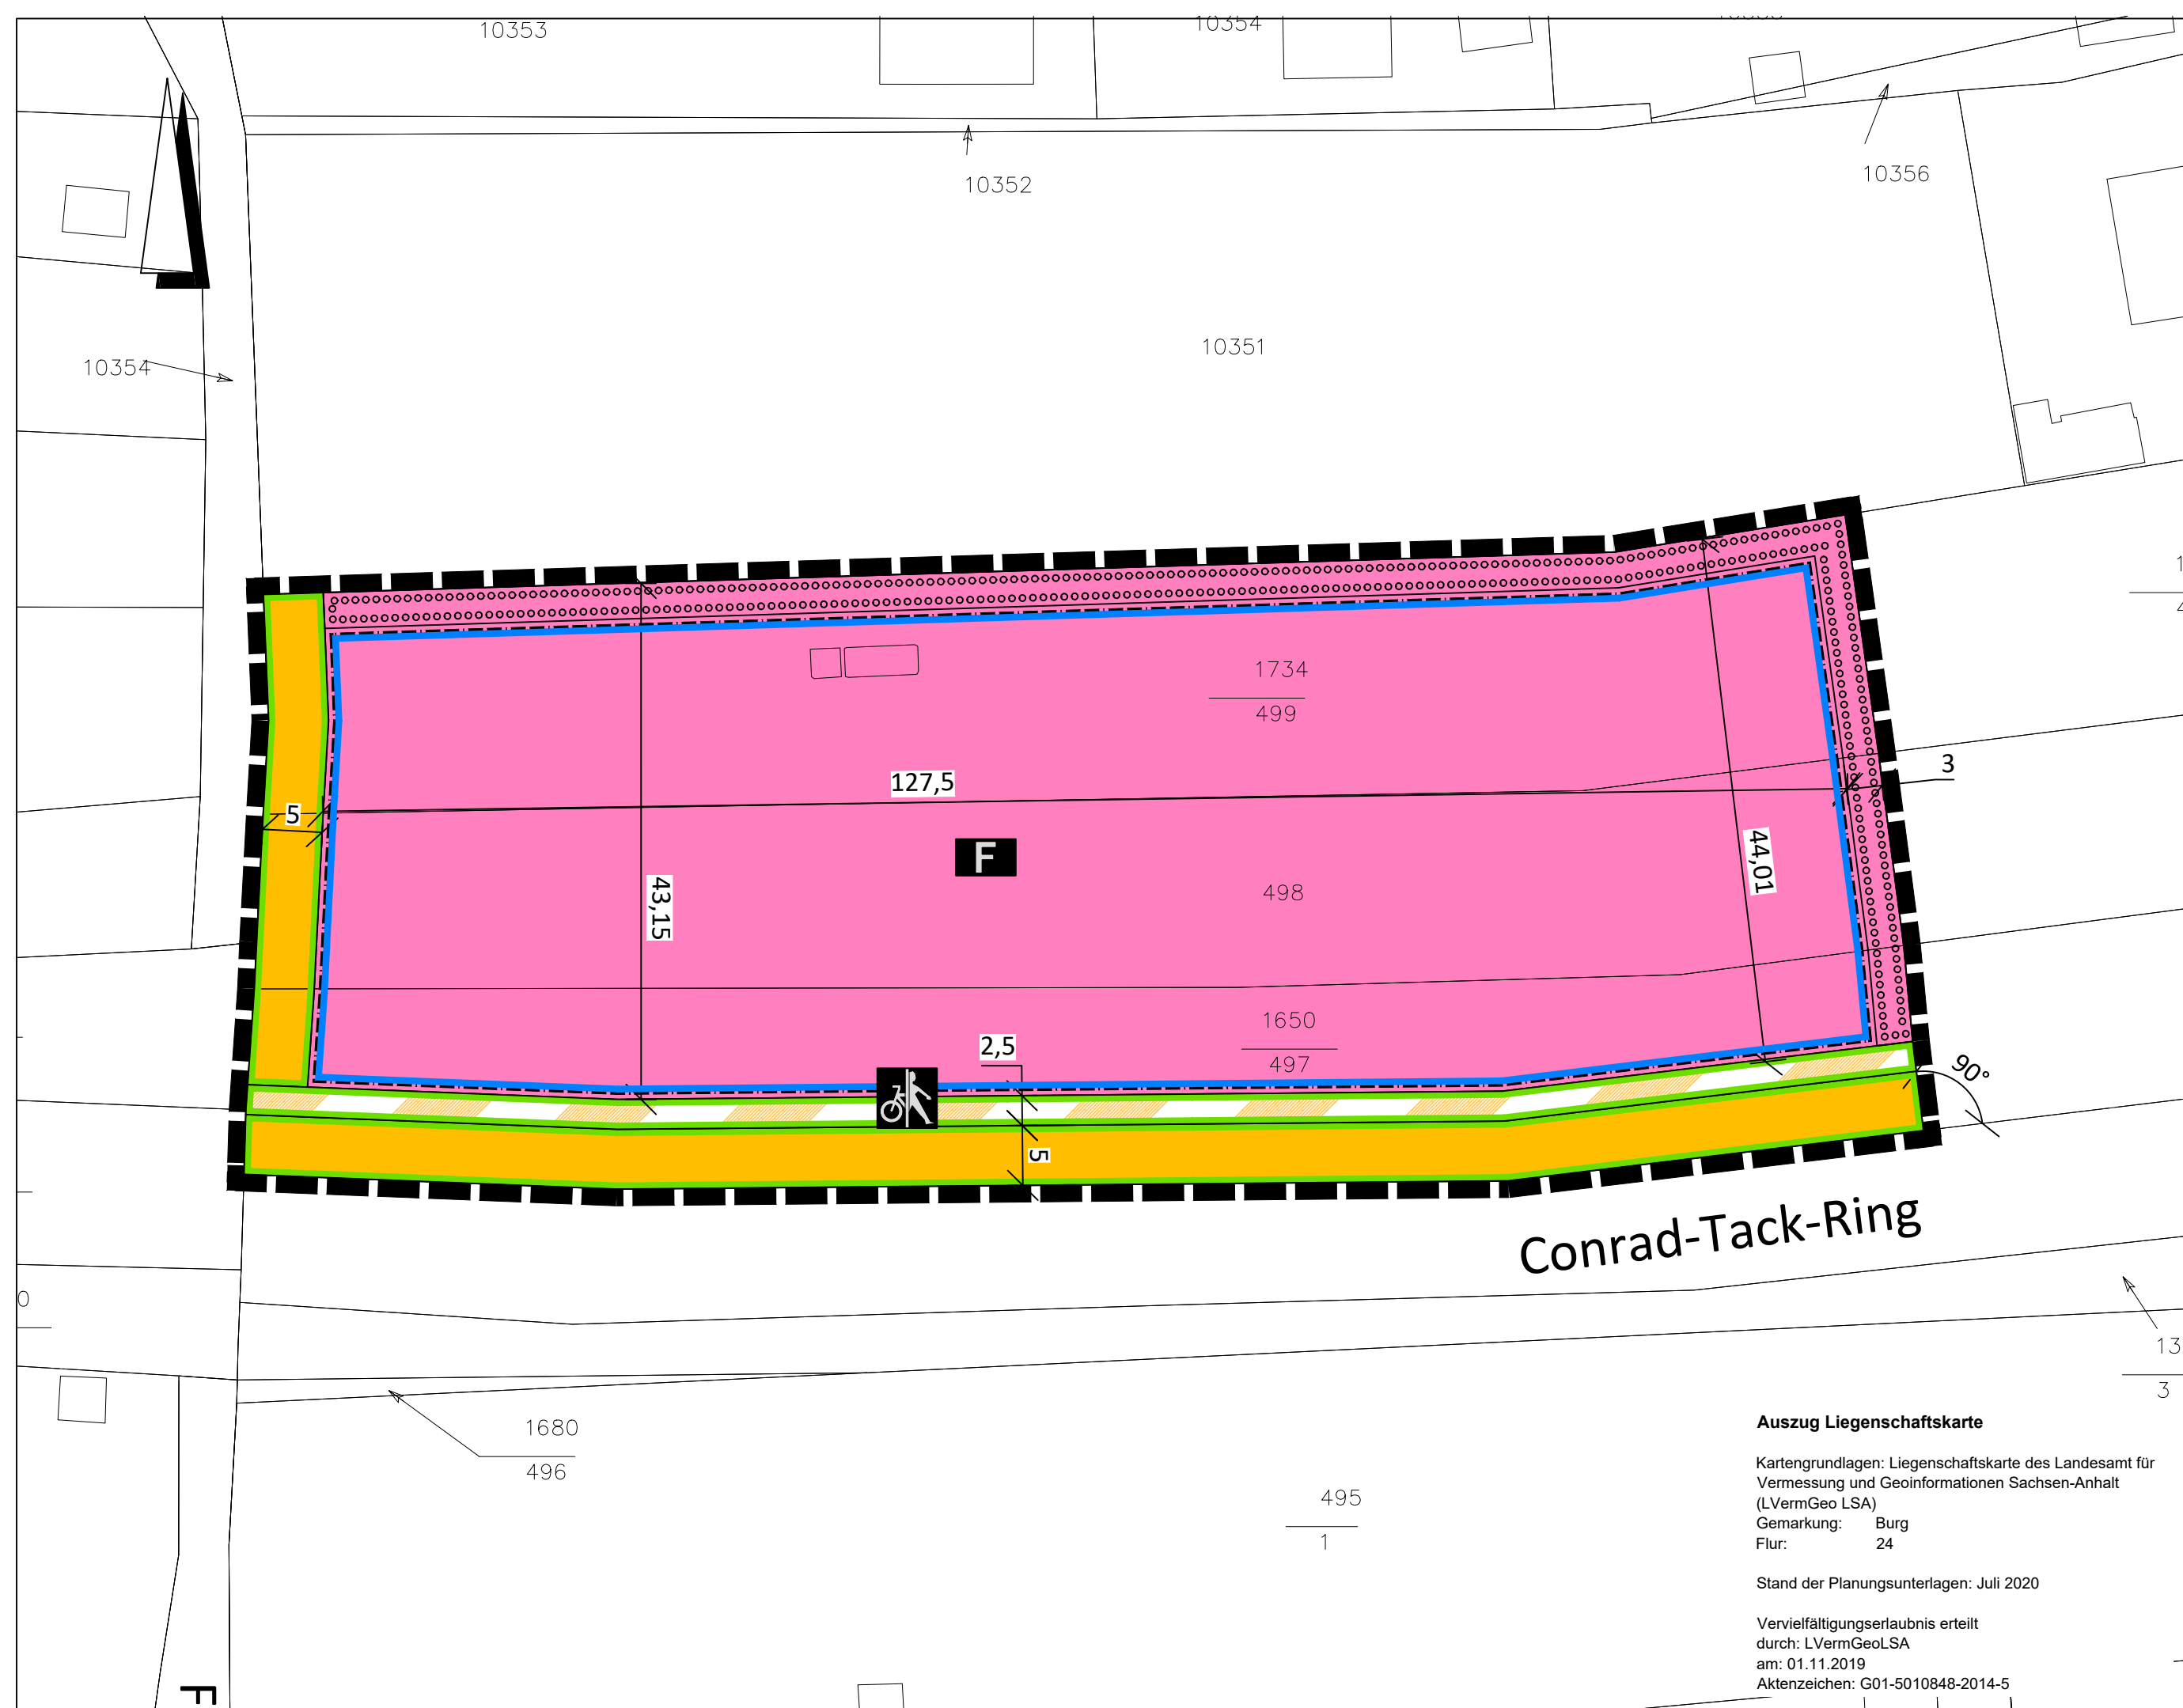 10353
10354
10352
10356
10354
10351
1734
499
127,5
3
5
F
44,01
43,15
498
1650
497
2,5
90°
5
Conrad-Tack-Ring
0
13
3
1680
496
495
1
Auszug Liegenschaftskarte
Kartengrundlagen: Liegenschaftskarte des Landesamt für
Vermessung und Geoinformationen Sachsen-Anhalt
(LVermGeo LSA)
Gemarkung: Burg
Flur: 24
Stand der Planungsunterlagen: Juli 2020
Vervielfältigungserlaubnis erteilt
durch: LVermGeoLSA
am: 01.11.2019
Aktenzeichen: G01-5010848-2014-5
F